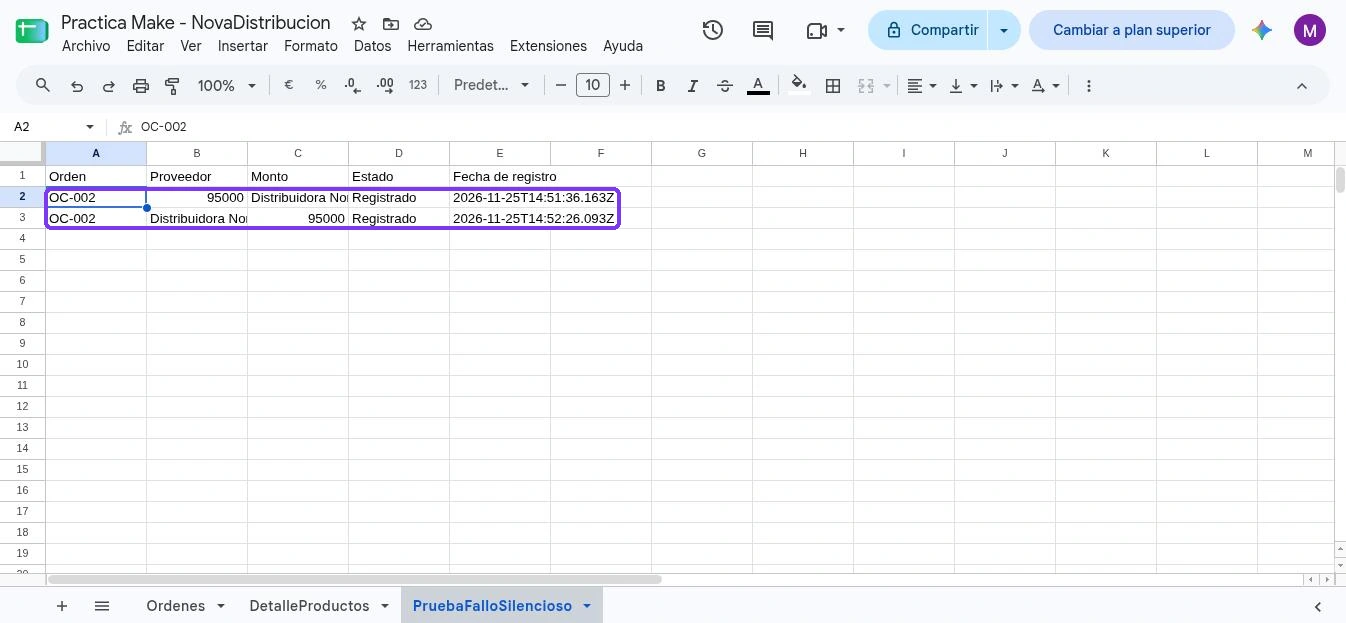 Practica Make - NovaDistribucion
Archivo Editar Ver Insertar Formato Datos Herramientas Extensiones Ayuda
Compartir
Cambiar a plan superior
M
100% € % .0 .00 123 Predet... 10 B I S A A
A2 fx OC-002
A B C D E F G H I J K L M
1 Orden Proveedor Monto Estado Fecha de registro
2 OC-002 95000 Distribuidora Nor Registrado 2026-11-25T14:51:36.163Z
3 OC-002 Distribuidora Nor 95000 Registrado 2026-11-25T14:52:26.093Z
4
5
6
7
8
9
10
11
12
13
14
15
16
17
18
19
20
Ordenes DetalleProductos PruebaFalloSilencioso